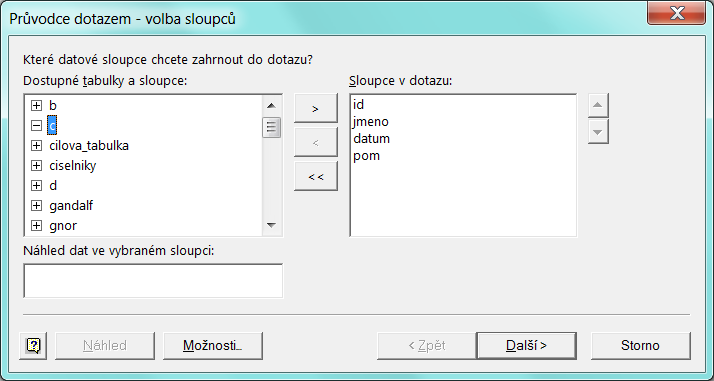 Průvodce dotazem - volba sloupců
Které datové sloupce chcete zahrnout do dotazu?
Dostupné tabulky a sloupce:
b
c
cilova_tabulka
ciselniky
d
gandalf
gnor
>
<
<<
Sloupce v dotazu:
id
jmeno
datum
pom
Náhled dat ve vybraném sloupci:
Náhled
Možnosti...
< Zpět
Další >
Storno